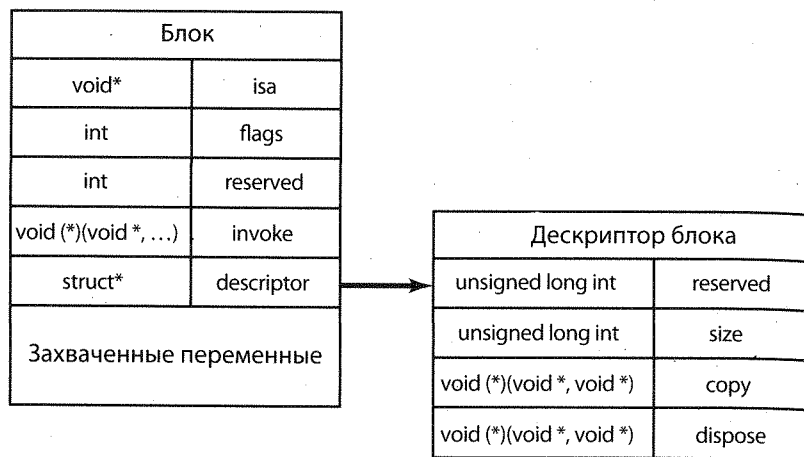 Блок
void* isa
int flags
int reserved
void (*)(void *, ...) invoke
struct* descriptor
Захваченные переменные
Дескриптор блока
unsigned long int reserved
unsigned long int size
void (*)(void *, void *) copy
void (*)(void *, void *) dispose